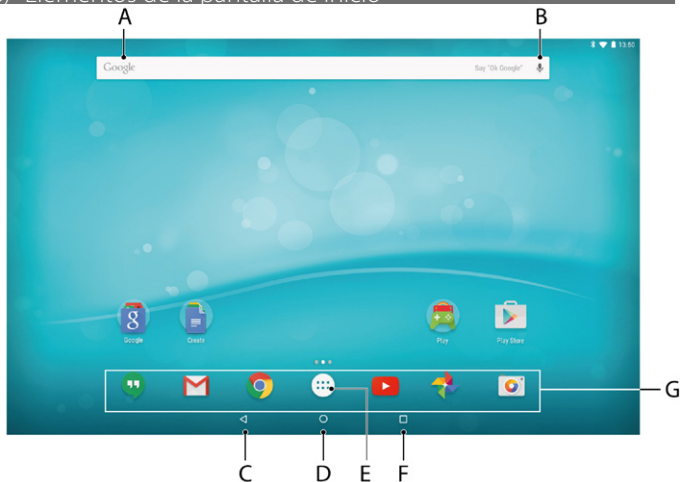 Elementos de la pantalla de inicio
A
B
13:50
Google
Say "Ok Google"
Google
Create
Play
Play Store
G
C
D
E
F